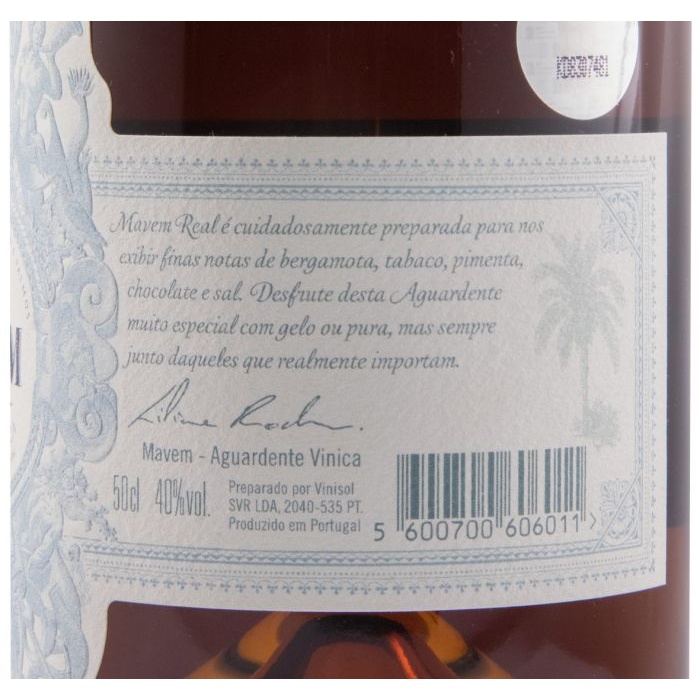 Mavem Real é cuidadosamente preparada para nos
exibir finas notas de bergamota, tabaco, pimenta,
chocolate e sal. Desfrute desta Aguardente
muito especial com gelo ou pura, mas sempre
junto daqueles que realmente importam.
Mavem - Aguardente Vinica
50cl 40%vol.
Preparado por Vinisol
SVR LDA, 2040-535 PT.
Produzido em Portugal
5 600700 606011 >